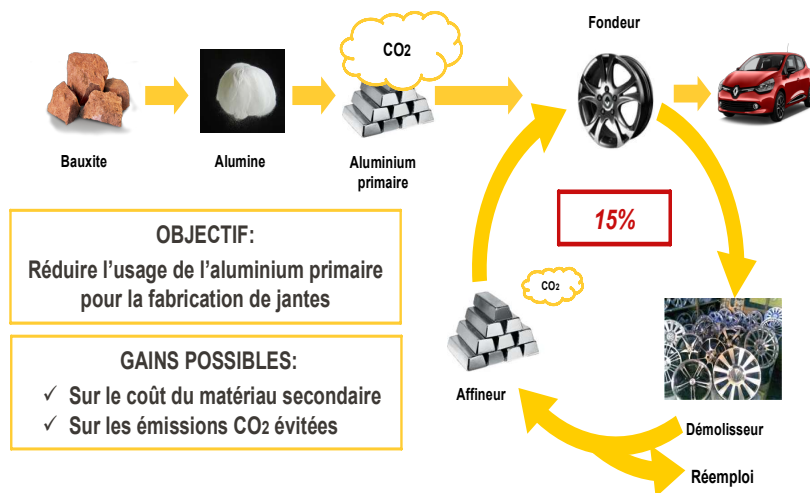 Fondeur
CO2
Bauxite
Alumine
Aluminium
primaire
OBJECTIF:
Réduire l'usage de l'aluminium primaire
pour la fabrication de jantes
15%
CO2
GAINS POSSIBLES:
✓ Sur le coût du matériau secondaire
✓ Sur les émissions CO2 évitées
Affineur
Démolisseur
Réemploi